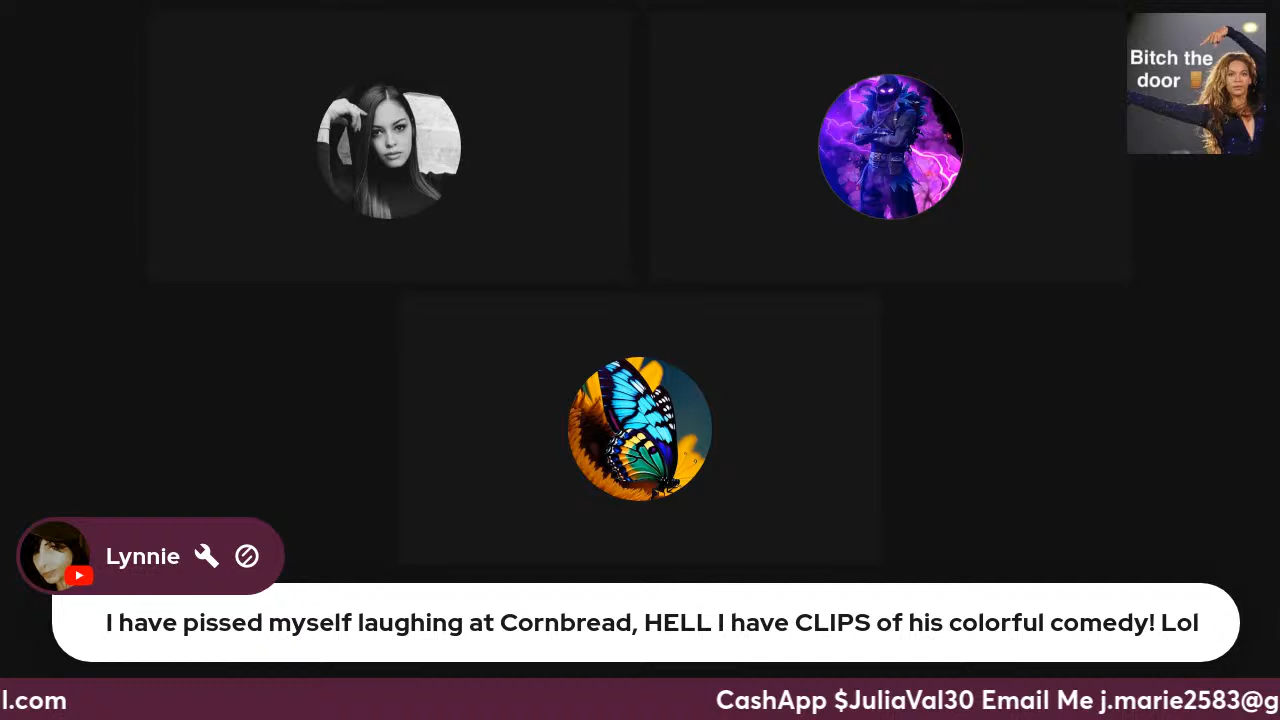 Bitch the
door
Lynnie
I have pissed myself laughing at Cornbread, HELL I have CLIPS of his colorful comedy! Lol
l.com CashApp $JuliaVal30 Email Me j.marie2583@g